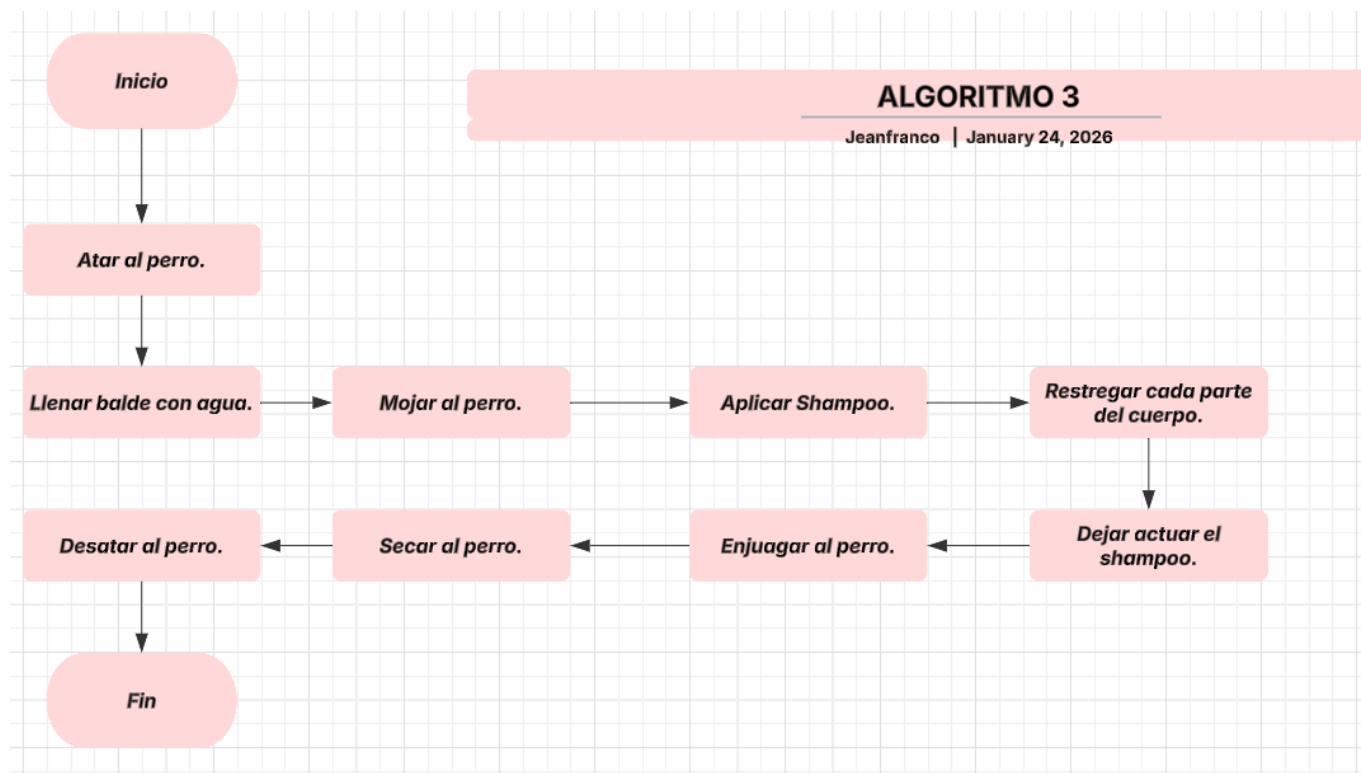 Inicio
ALGORITMO 3
Jeanfranco | January 24, 2026
Atar al perro.
Llenar balde con agua.
Mojar al perro.
Aplicar Shampoo.
Restregar cada parte
del cuerpo.
Dejar actuar el
shampoo.
Enjuagar al perro.
Secar al perro.
Desatar al perro.
Fin